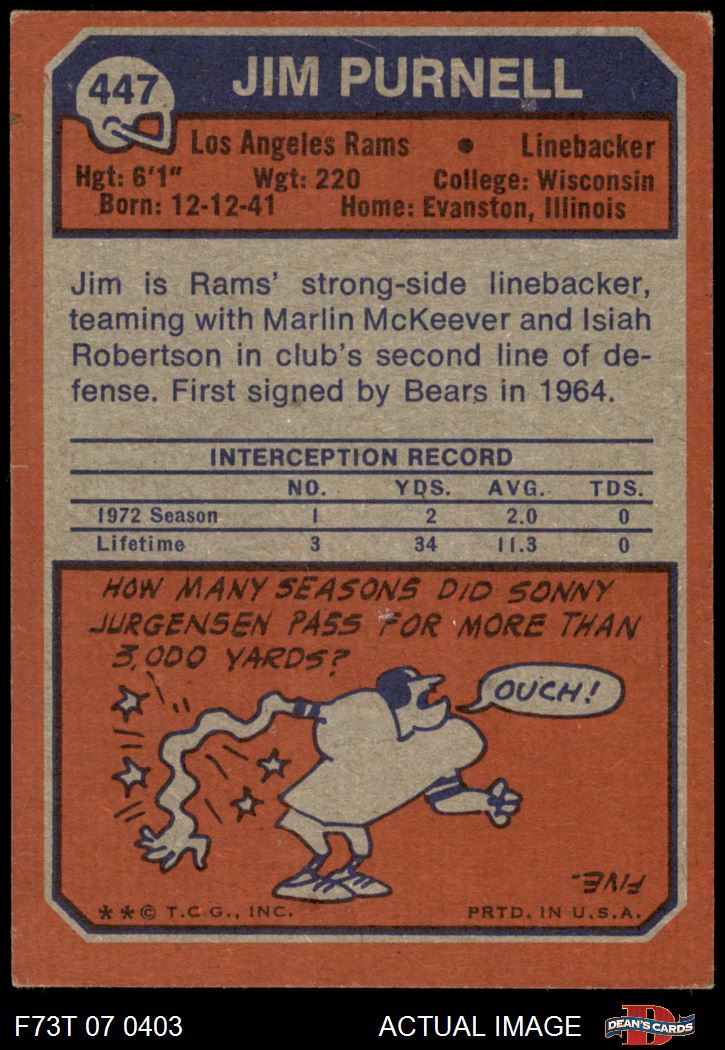 447
JIM PURNELL
Los Angeles Rams • Linebacker
Hgt: 6'1" Wgt: 220 College: Wisconsin
Born: 12-12-41 Home: Evanston, Illinois
Jim is Rams' strong-side linebacker,
teaming with Marlin McKeever and Isiah
Robertson in club's second line of de-
fense. First signed by Bears in 1964.
INTERCEPTION RECORD
NO. YDS. AVG. TDS.
1972 Season 1 2 2.0 0
Lifetime 3 34 11.3 0
HOW MANY SEASONS DID SONNY
JURGENSEN PASS FOR MORE THAN
3,000 YARDS?
OUCH!
FIVE.
* * © T.C.G., INC. PRTD. IN U.S.A.
F73T 07 0403 ACTUAL IMAGE
D
DEAN'S CARDS